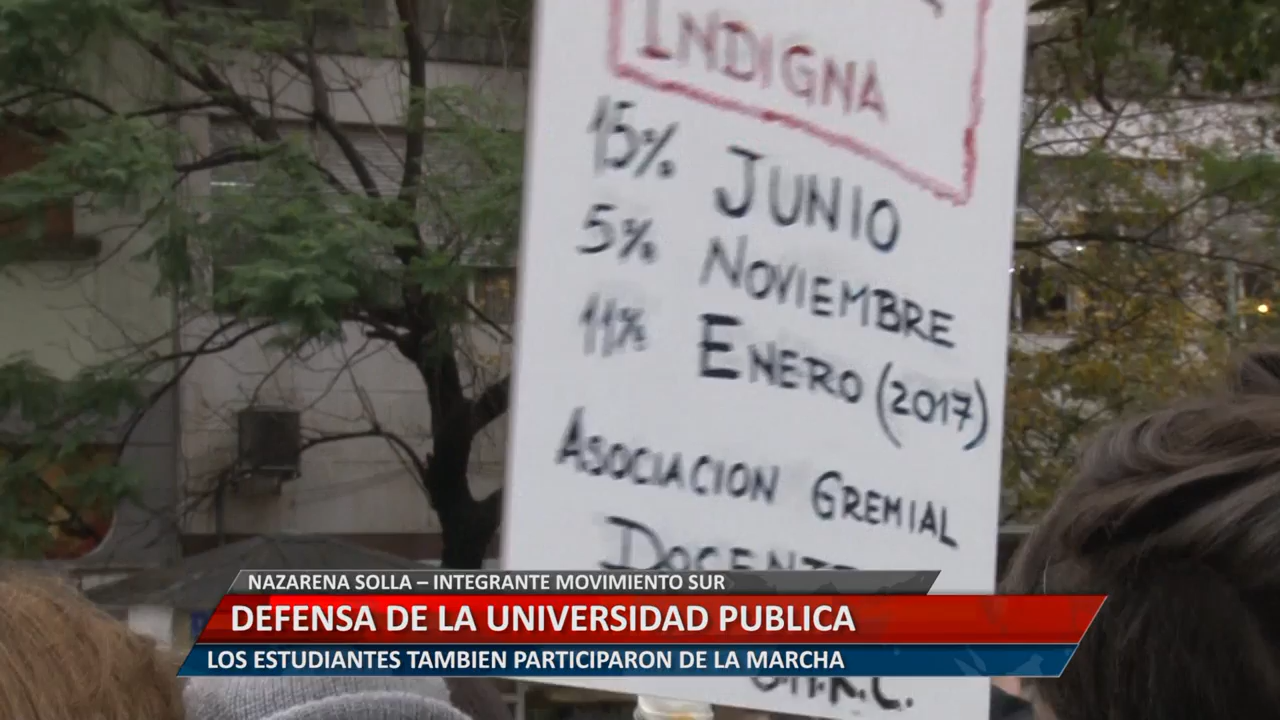 INDIGNA
15% JUNIO
5% NOVIEMBRE
11% ENERO (2017)
ASOCIACION GREMIAL
DOCENTE
U.N.R.C.
NAZARENA SOLLA – INTEGRANTE MOVIMIENTO SUR
DEFENSA DE LA UNIVERSIDAD PUBLICA
LOS ESTUDIANTES TAMBIEN PARTICIPARON DE LA MARCHA